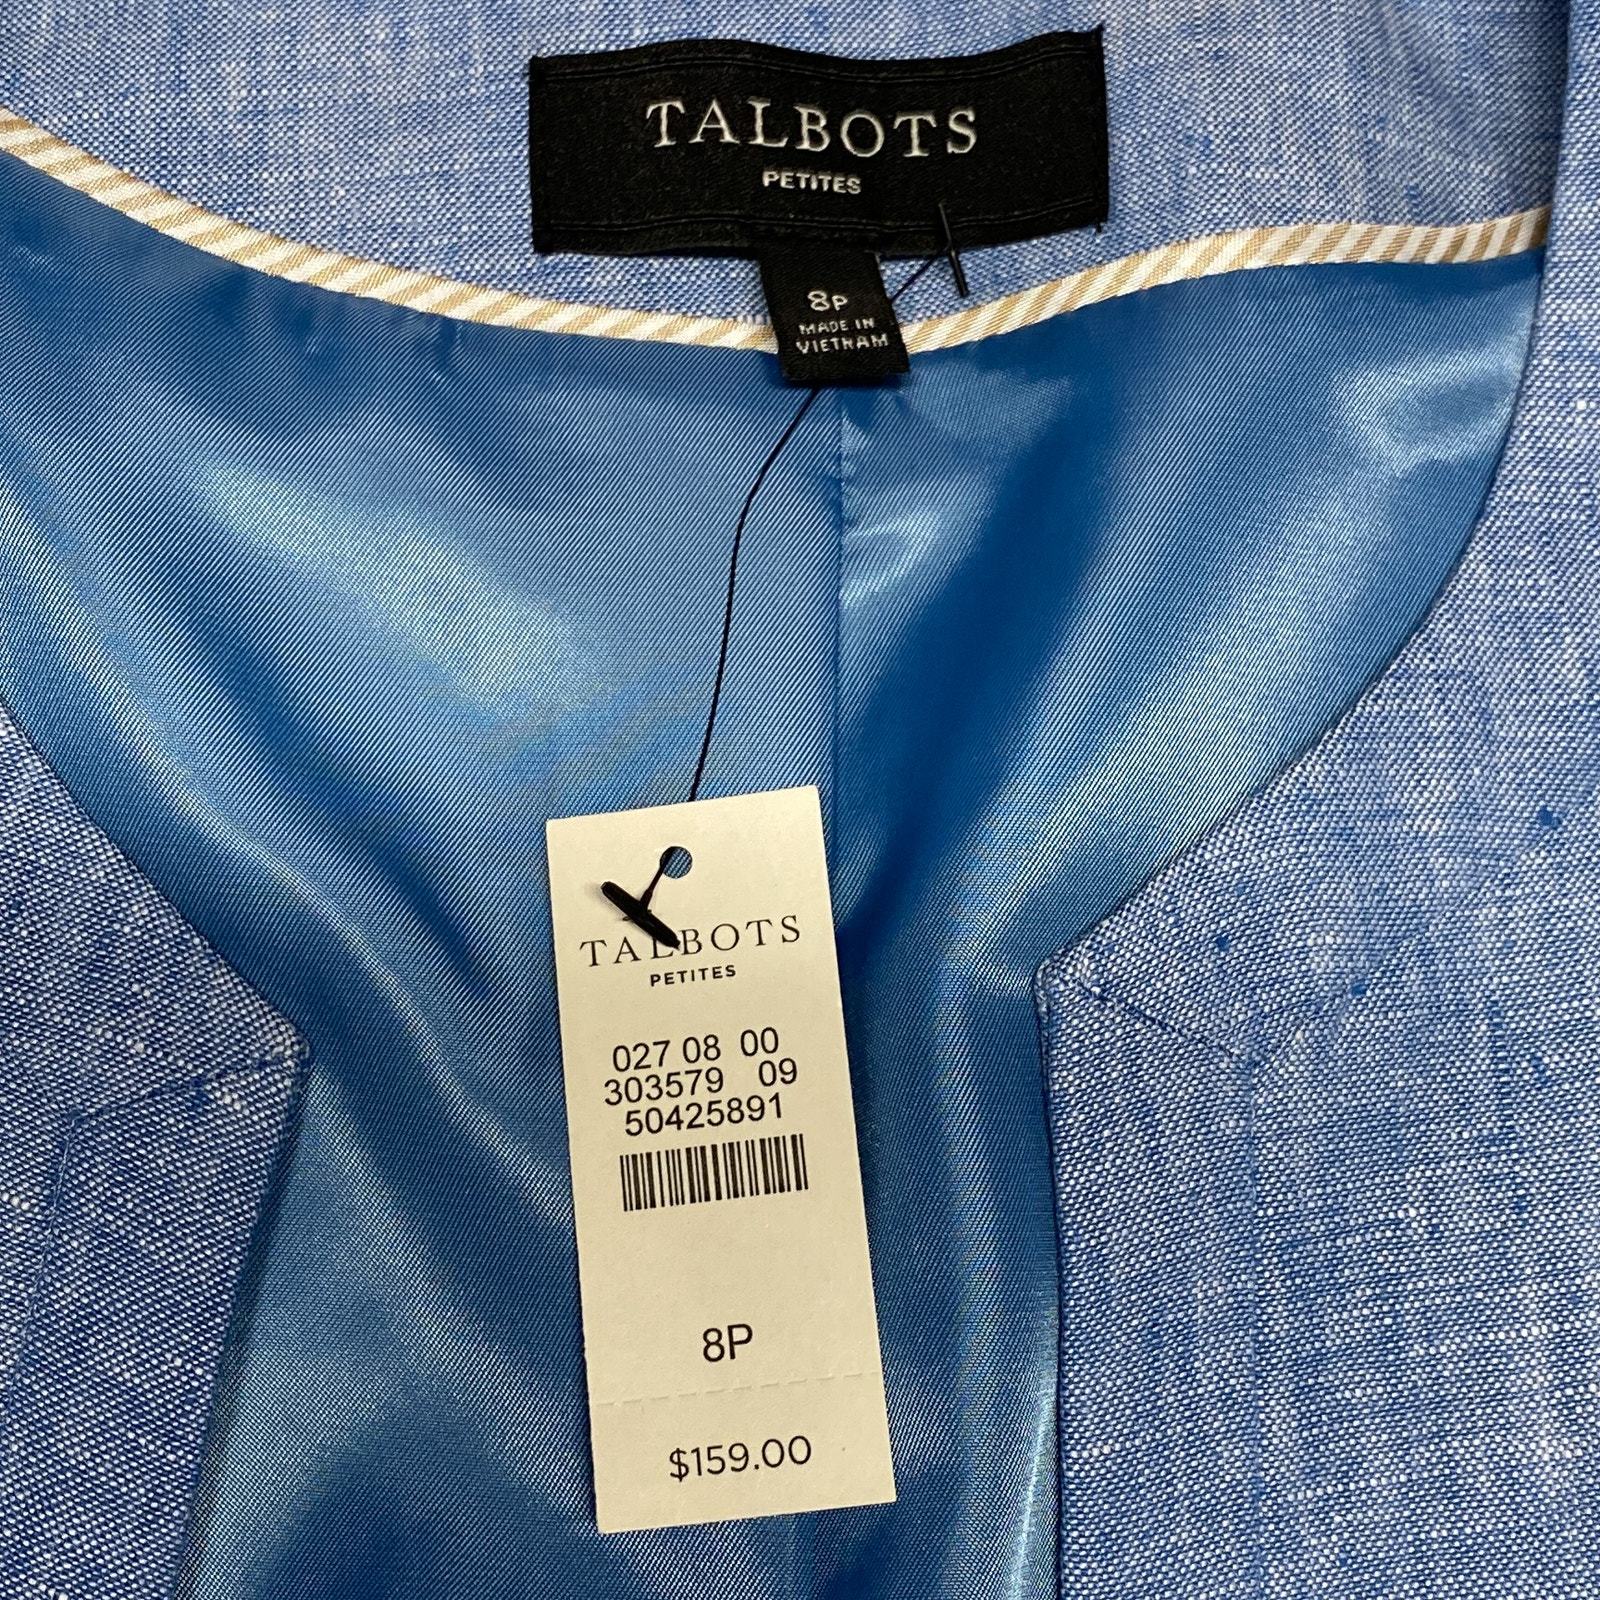 TALBOTS
PETITES
8P
MADE IN
VIETNAM
TALBOTS
PETITES
027 08 00
303579 09
50425891
8P
$159.00